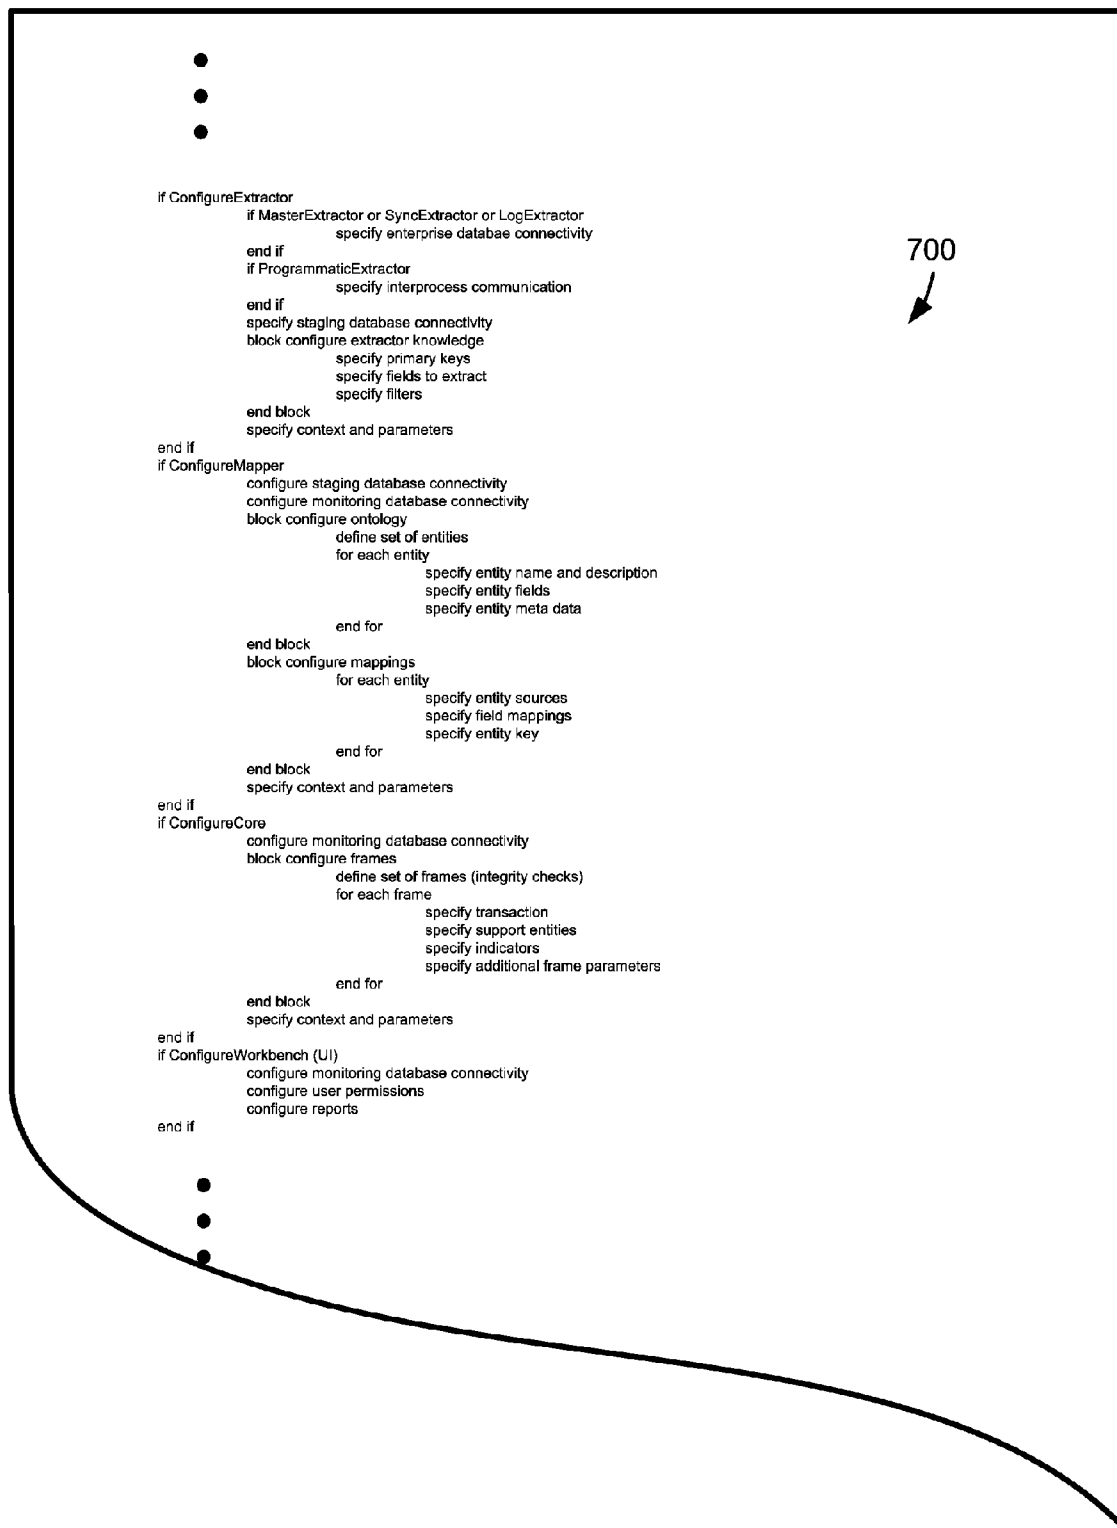 if ConfigureExtractor
if MasterExtractor or SyncExtractor or LogExtractor
specify enterprise databae connectivity
end if
700
if ProgrammaticExtractor
specify interprocess communication
end if
specify staging database connectivity
block configure extractor knowledge
specify primary keys
specify fields to extract
specify filters
end block
specify context and parameters
end if
if ConfigureMapper
configure staging database connectivity
configure monitoring database connectivity
block configure ontology
define set of entities
for each entity
specify entity name and description
specify entity fields
specify entity meta data
end for
end block
block configure mappings
for each entity
specify entity sources
specify field mappings
specify entity key
end for
end block
specify context and parameters
end if
if ConfigureCore
configure monitoring database connectivity
block configure frames
define set of frames (integrity checks)
for each frame
specify transaction
specify support entities
specify indicators
specify additional frame parameters
end for
end block
specify context and parameters
end if
if ConfigureWorkbench (UI)
configure monitoring database connectivity
configure user permissions
configure reports
end if